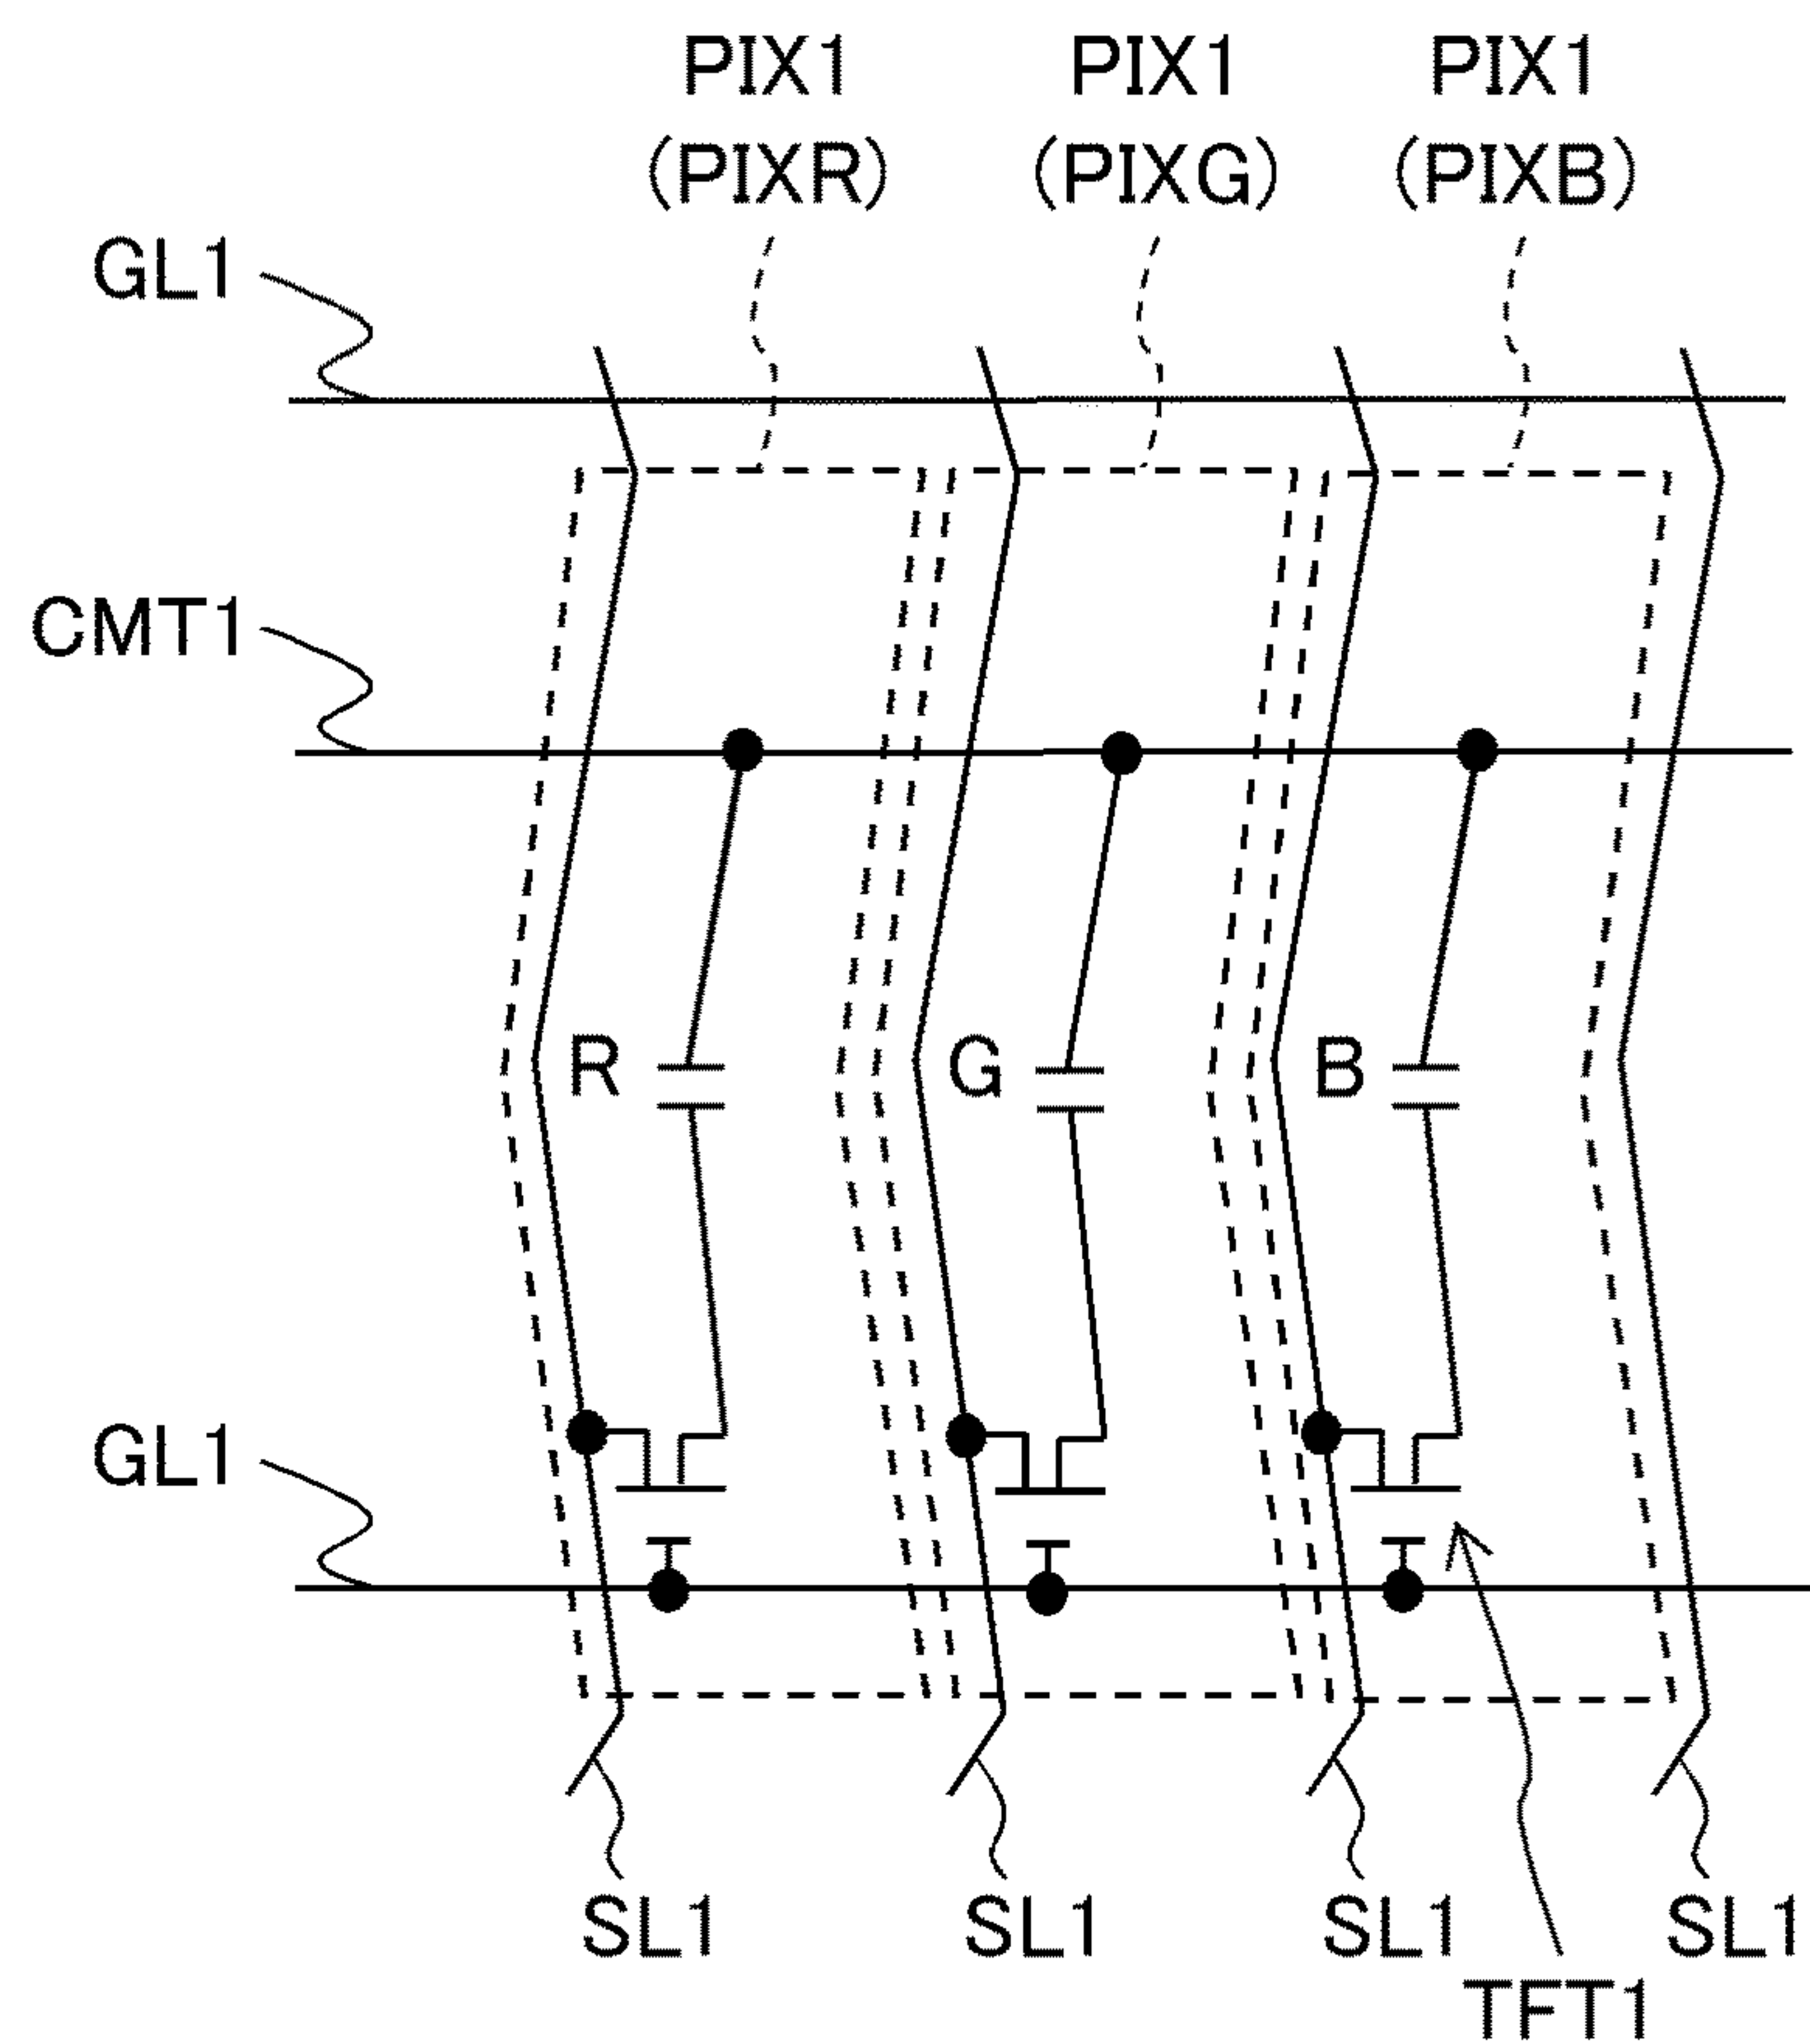 PIX1 PIX1 PIX1
(PIXR) (PIXG) (PIXB)
GL1
CMT1
R G B
GL1
SL1 SL1 SL1 SL1
TFT1